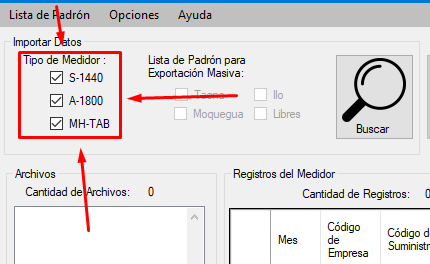 Lista de Padrón Opciones Ayuda
Importar Datos
Tipo de Medidor :
S-1440
A-1800
MH-TAB
Lista de Padrón para
Exportación Masiva:
Tacna Ilo
Moquegua Libres
Buscar
Archivos
Cantidad de Archivos: 0
Registros del Medidor
Cantidad de Registros: 0
Mes
Código
de
Empresa
Código d
Suministr